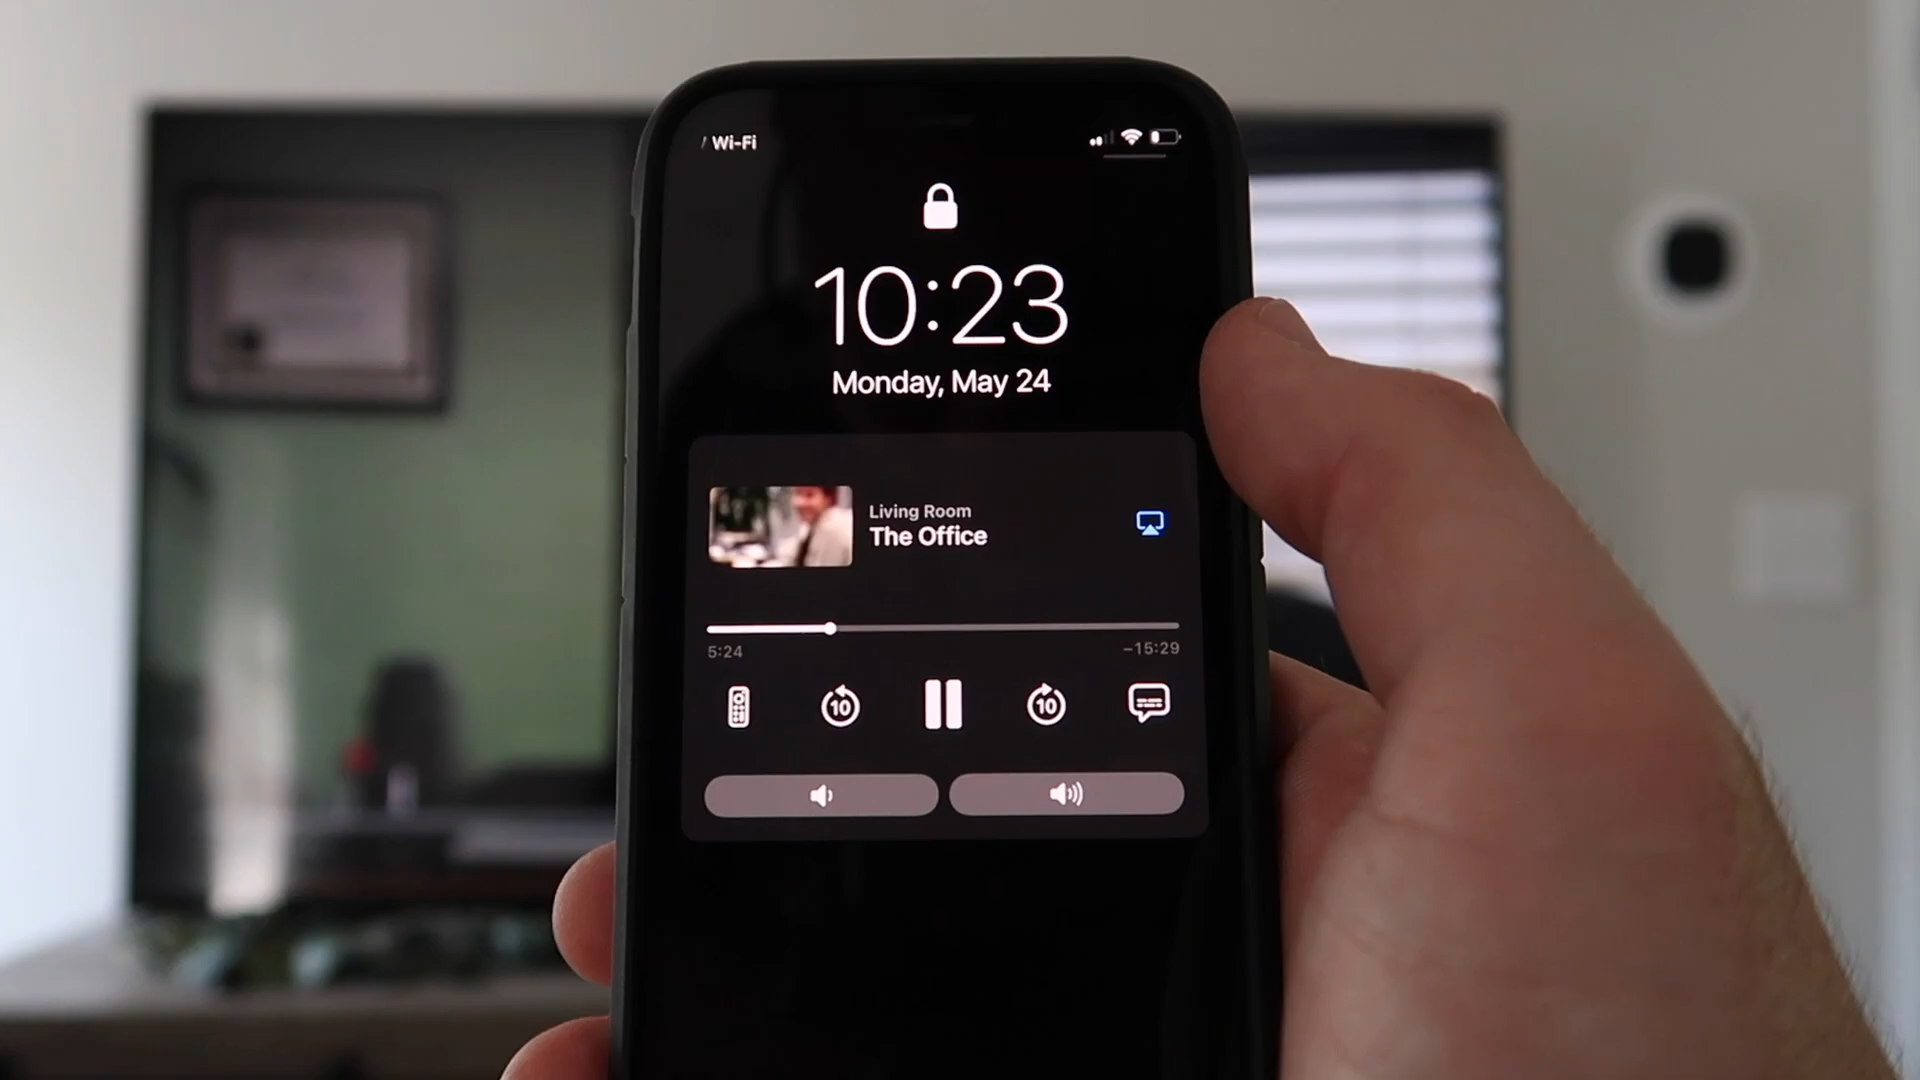 Wi-Fi
10:23
Monday, May 24
Living Room
The Office
5:24
-15:29
10
10